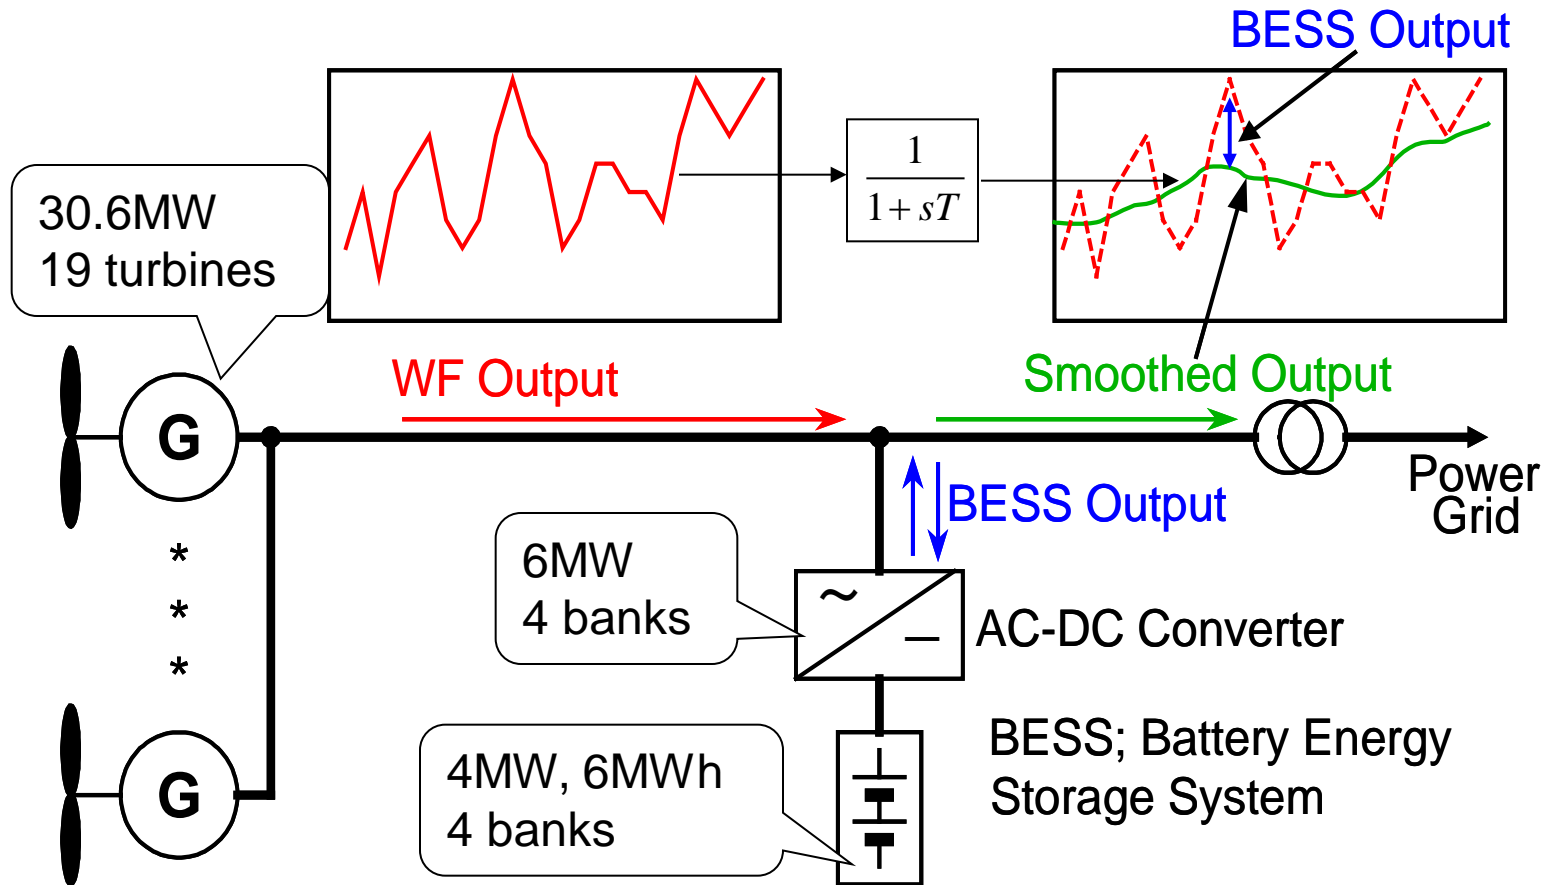 BESS Output
1
1 + sT
30.6MW
19 turbines
WF Output
Smoothed Output
G
Power
Grid
BESS Output
*
*
*
6MW
4 banks
~
–
AC-DC Converter
G
4MW, 6MWh
4 banks
BESS; Battery Energy
Storage System